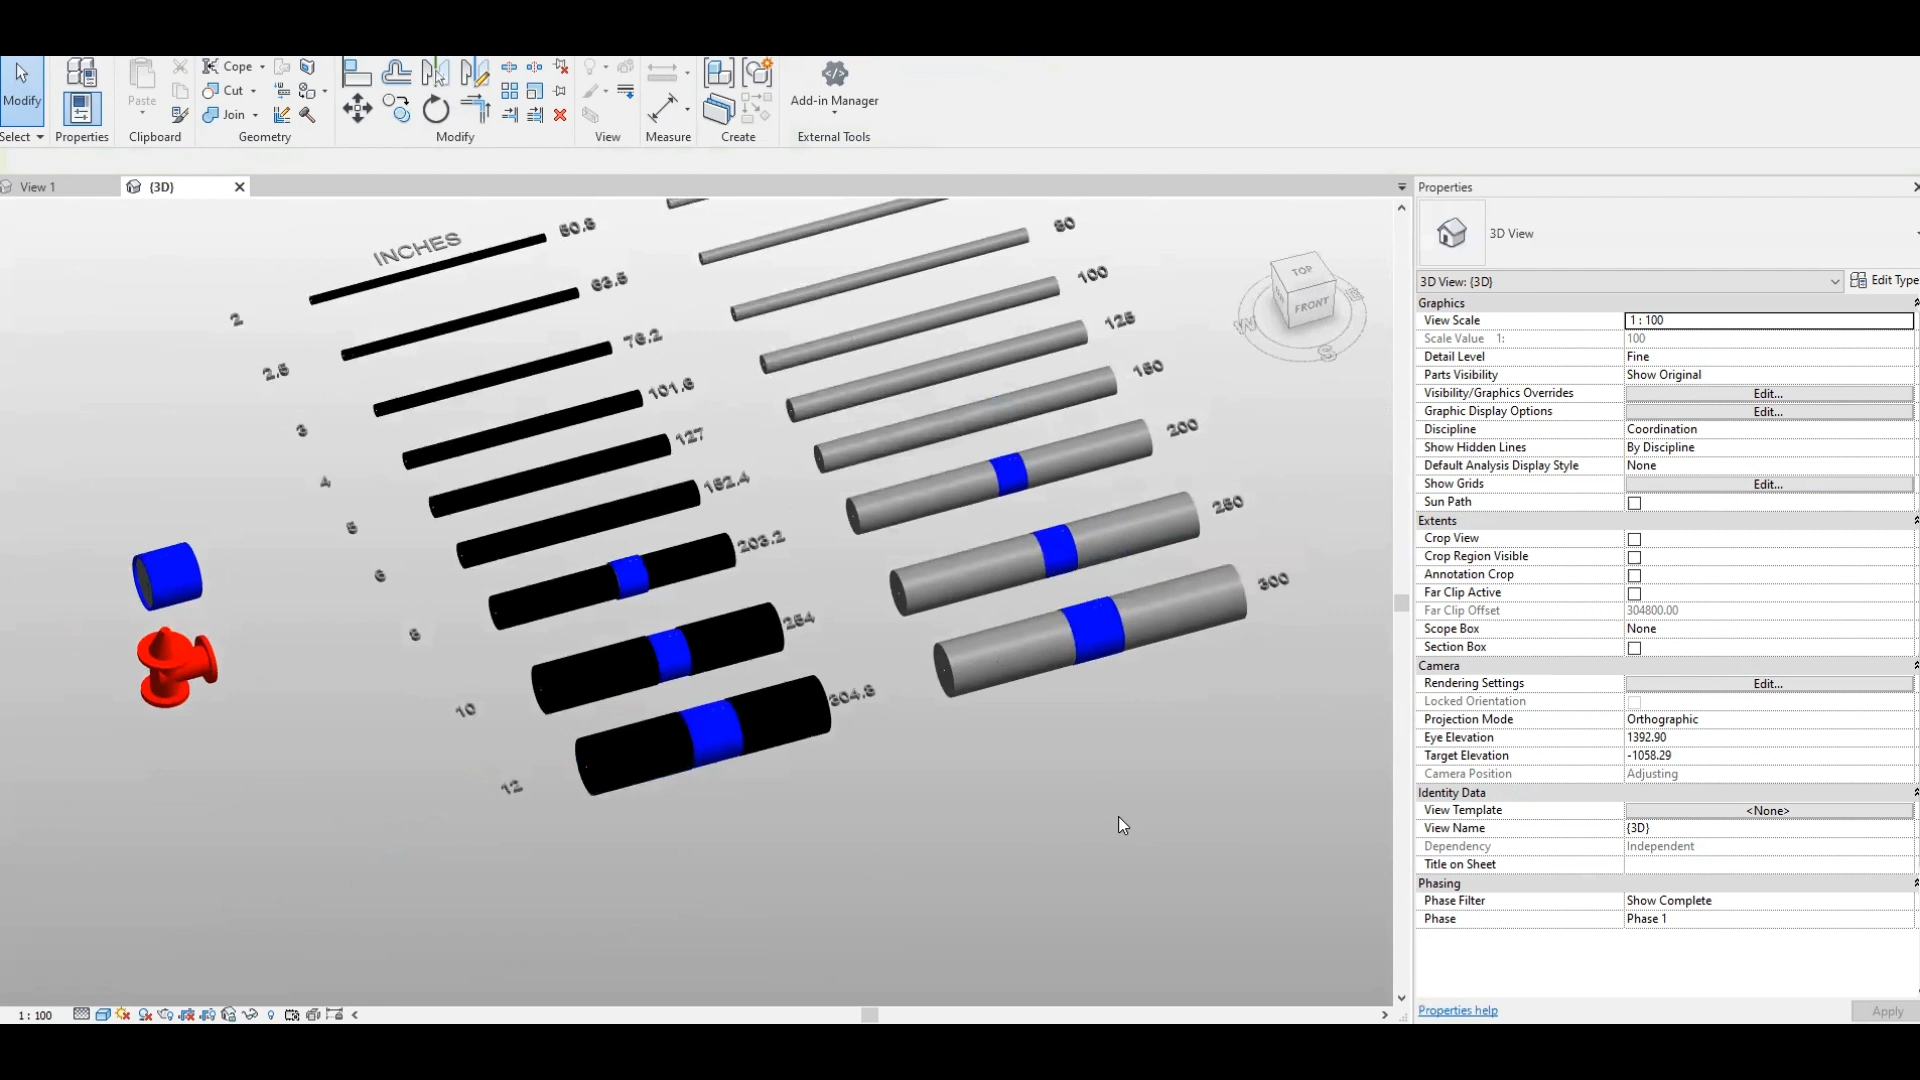 Modify
Select
Properties
Paste
Clipboard
Cope
Cut
Join
Geometry
Modify
View
Measure
Create
Add-in Manager
External Tools
View 1
{3D}
INCHES
50.8
63.5
76.2
101.6
127
152.4
203.2
254
304.8
2
2.5
3
4
5
6
8
10
12
80
100
125
150
200
250
300
TOP
FRONT
W
S
Properties
3D View
3D View: {3D}
Edit Type
Graphics
View Scale 1 : 100
Scale Value 1: 100
Detail Level Fine
Parts Visibility Show Original
Visibility/Graphics Overrides Edit...
Graphic Display Options Edit...
Discipline Coordination
Show Hidden Lines By Discipline
Default Analysis Display Style None
Show Grids Edit...
Sun Path
Extents
Crop View
Crop Region Visible
Annotation Crop
Far Clip Active
Far Clip Offset 304800.00
Scope Box None
Section Box
Camera
Rendering Settings Edit...
Locked Orientation
Projection Mode Orthographic
Eye Elevation 1392.90
Target Elevation -1058.29
Camera Position Adjusting
Identity Data
View Template <None>
View Name {3D}
Dependency Independent
Title on Sheet
Phasing
Phase Filter Show Complete
Phase Phase 1
Properties help
Apply
1 : 100